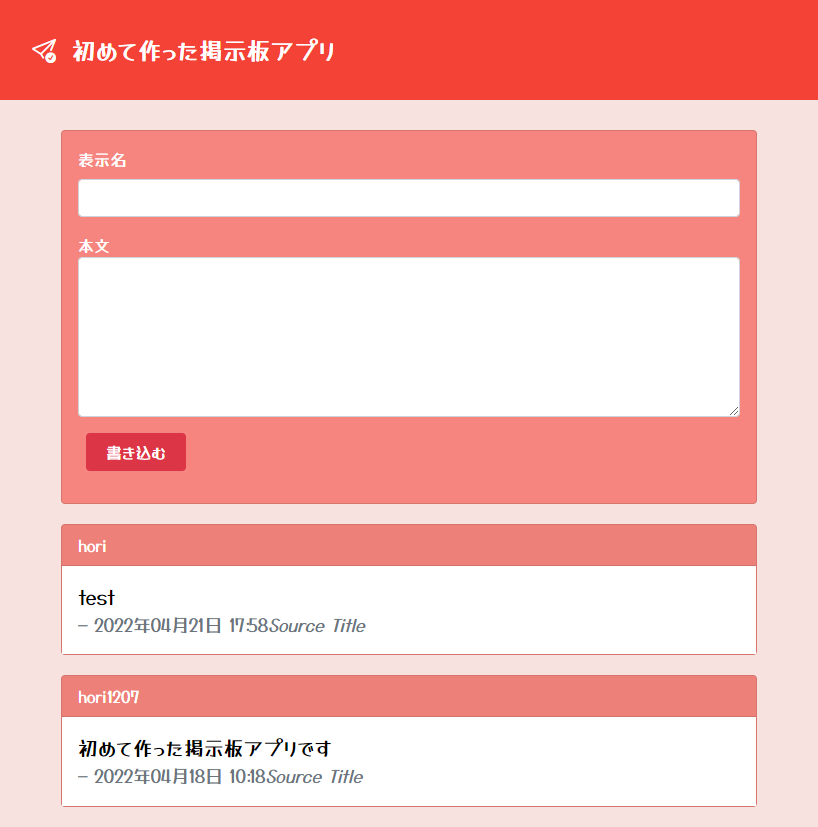 初めて作った掲示板アプリ
表示名
本文
書き込む
hori
test
— 2022年04月21日 17:58Source Title
hori1207
初めて作った掲示板アプリです
— 2022年04月18日 10:18Source Title